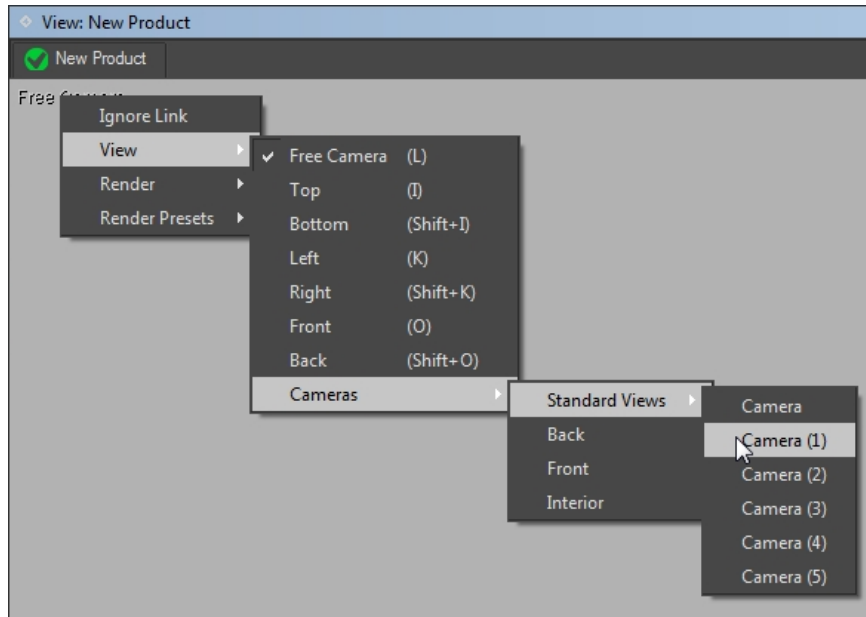 View: New Product
New Product
Free
Ignore Link
View
Render
Render Presets
Free Camera (L)
Top (I)
Bottom (Shift+I)
Left (K)
Right (Shift+K)
Front (O)
Back (Shift+O)
Cameras
Standard Views
Back
Front
Interior
Camera
Camera (1)
Camera (2)
Camera (3)
Camera (4)
Camera (5)